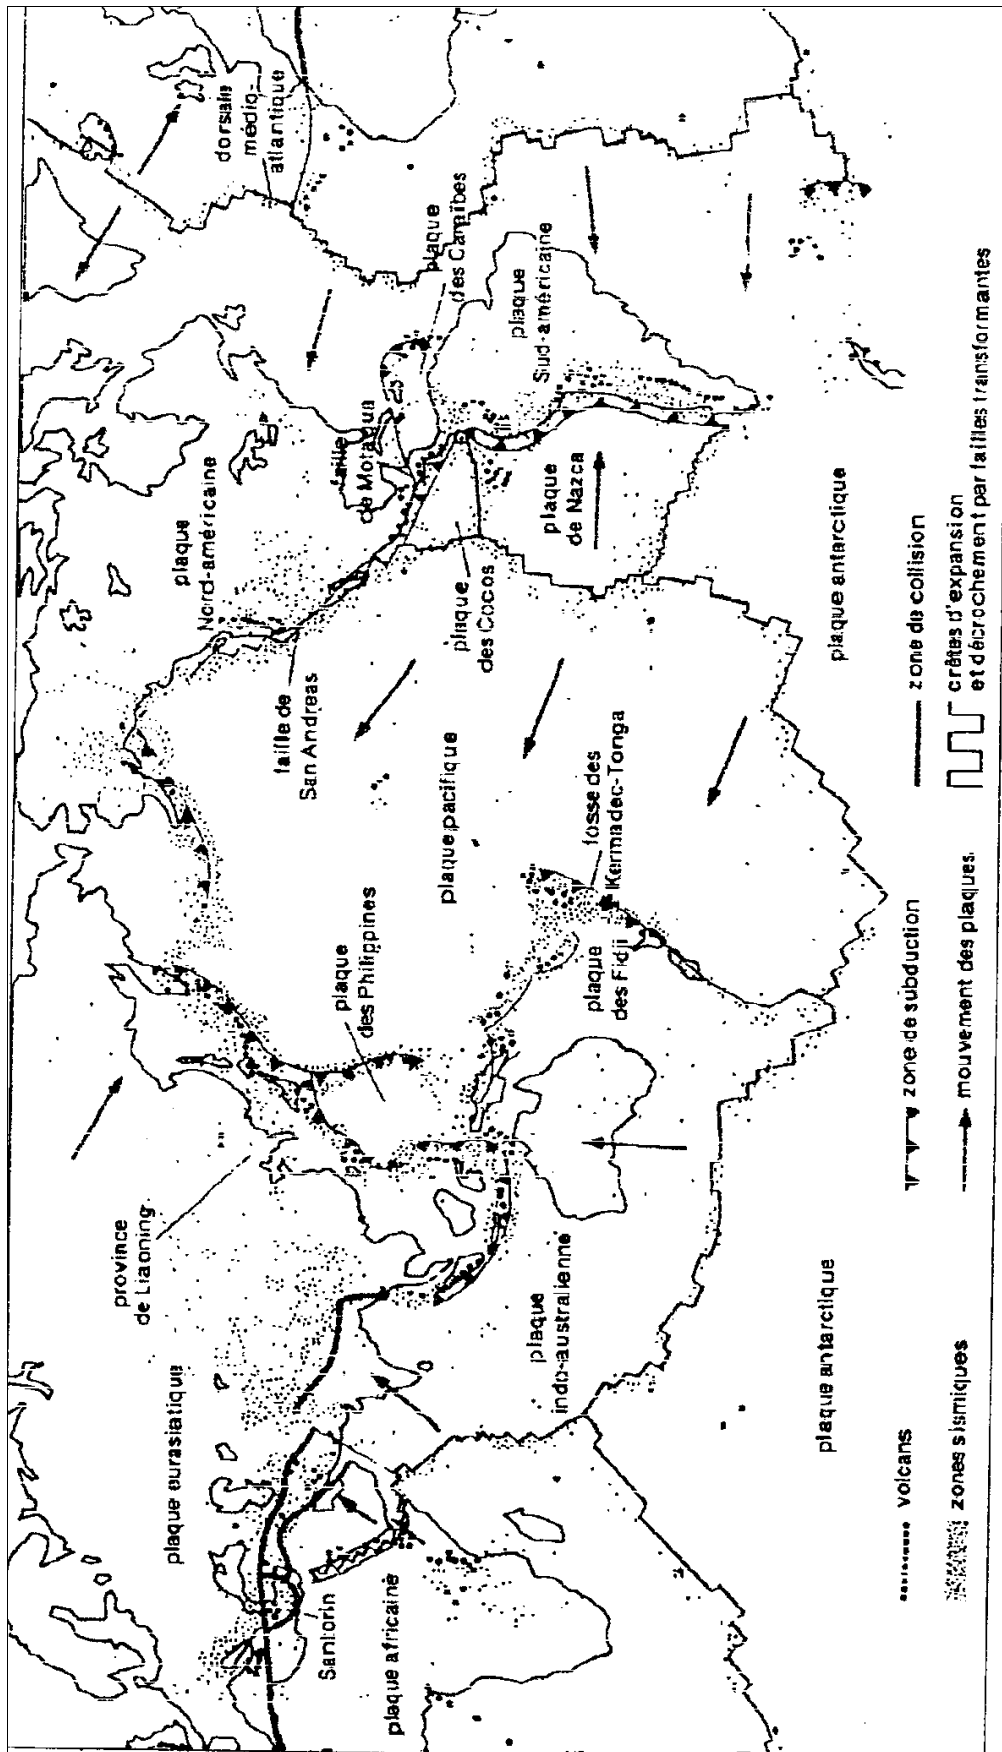 plaque eurasiatique
province
de Liaoning
plaque
des Philippines
plaque pacifique
faille de
San Andreas
plaque
Nord-américaine
faille
de Motagua
plaque
des Caraïbes
dorsale
médio-
atlantique
Santorin
plaque africaine
plaque
indo-australienne
plaque
des Fidji
fosse des
Kermadec-Tonga
plaque
des Cocos
plaque
de Nazca
plaque
Sud-américaine
plaque antarctique
plaque antarctique
volcans
zone de subduction
zone de collision
zones sismiques
mouvement des plaques
crêtes d'expansion
et décrochement par failles transformantes